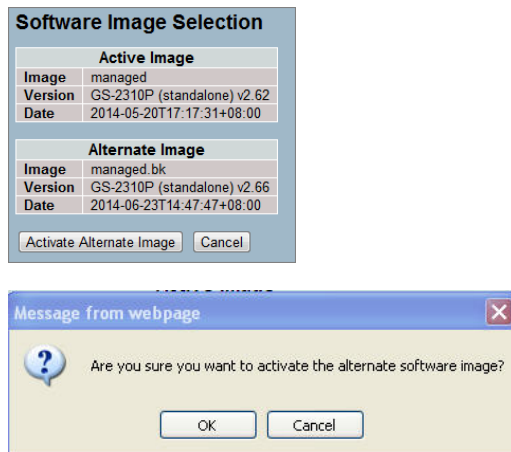 Software Image Selection
Active Image
Image managed
Version GS-2310P (standalone) v2.62
Date 2014-05-20T17:17:31+08:00
Alternate Image
Image managed.bk
Version GS-2310P (standalone) v2.66
Date 2014-06-23T14:47:47+08:00
Activate Alternate Image Cancel
Message from webpage
Are you sure you want to activate the alternate software image?
OK Cancel